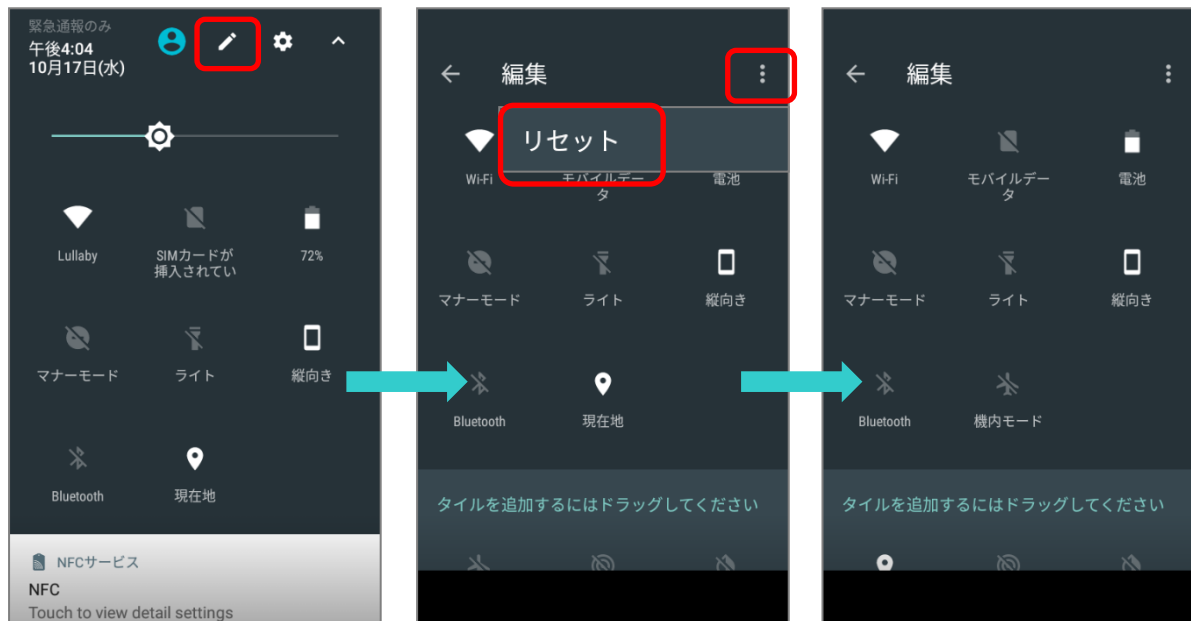 緊急通報のみ
午後4:04
10月17日(水)
Lullaby
SIMカードが
挿入されてい
72%
マナーモード
ライト
縦向き
Bluetooth
現在地
NFCサービス
NFC
Touch to view detail settings
編集
リセット
Wi-Fi
モバイルデー
タ
電池
マナーモード
ライト
縦向き
Bluetooth
現在地
タイルを追加するにはドラッグしてください
編集
Wi-Fi
モバイルデー
タ
電池
マナーモード
ライト
縦向き
Bluetooth
機内モード
タイルを追加するにはドラッグしてください